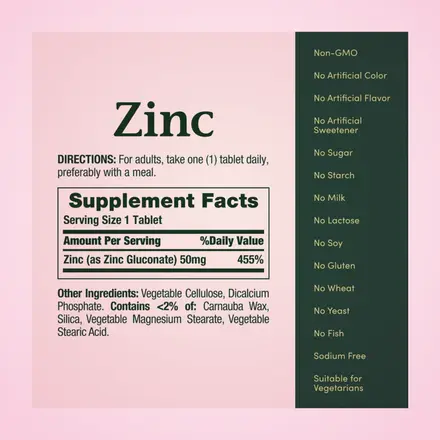 Zinc
DIRECTIONS: For adults, take one (1) tablet daily,
preferably with a meal.
Supplement Facts
Serving Size 1 Tablet
Amount Per Serving %Daily Value
Zinc (as Zinc Gluconate) 50mg 455%
Other Ingredients: Vegetable Cellulose, Dicalcium
Phosphate. Contains <2% of: Carnauba Wax,
Silica, Vegetable Magnesium Stearate, Vegetable
Stearic Acid.
Non-GMO
No Artificial Color
No Artificial Flavor
No Artificial
Sweetener
No Sugar
No Starch
No Milk
No Lactose
No Soy
No Gluten
No Wheat
No Yeast
No Fish
Sodium Free
Suitable for
Vegetarians